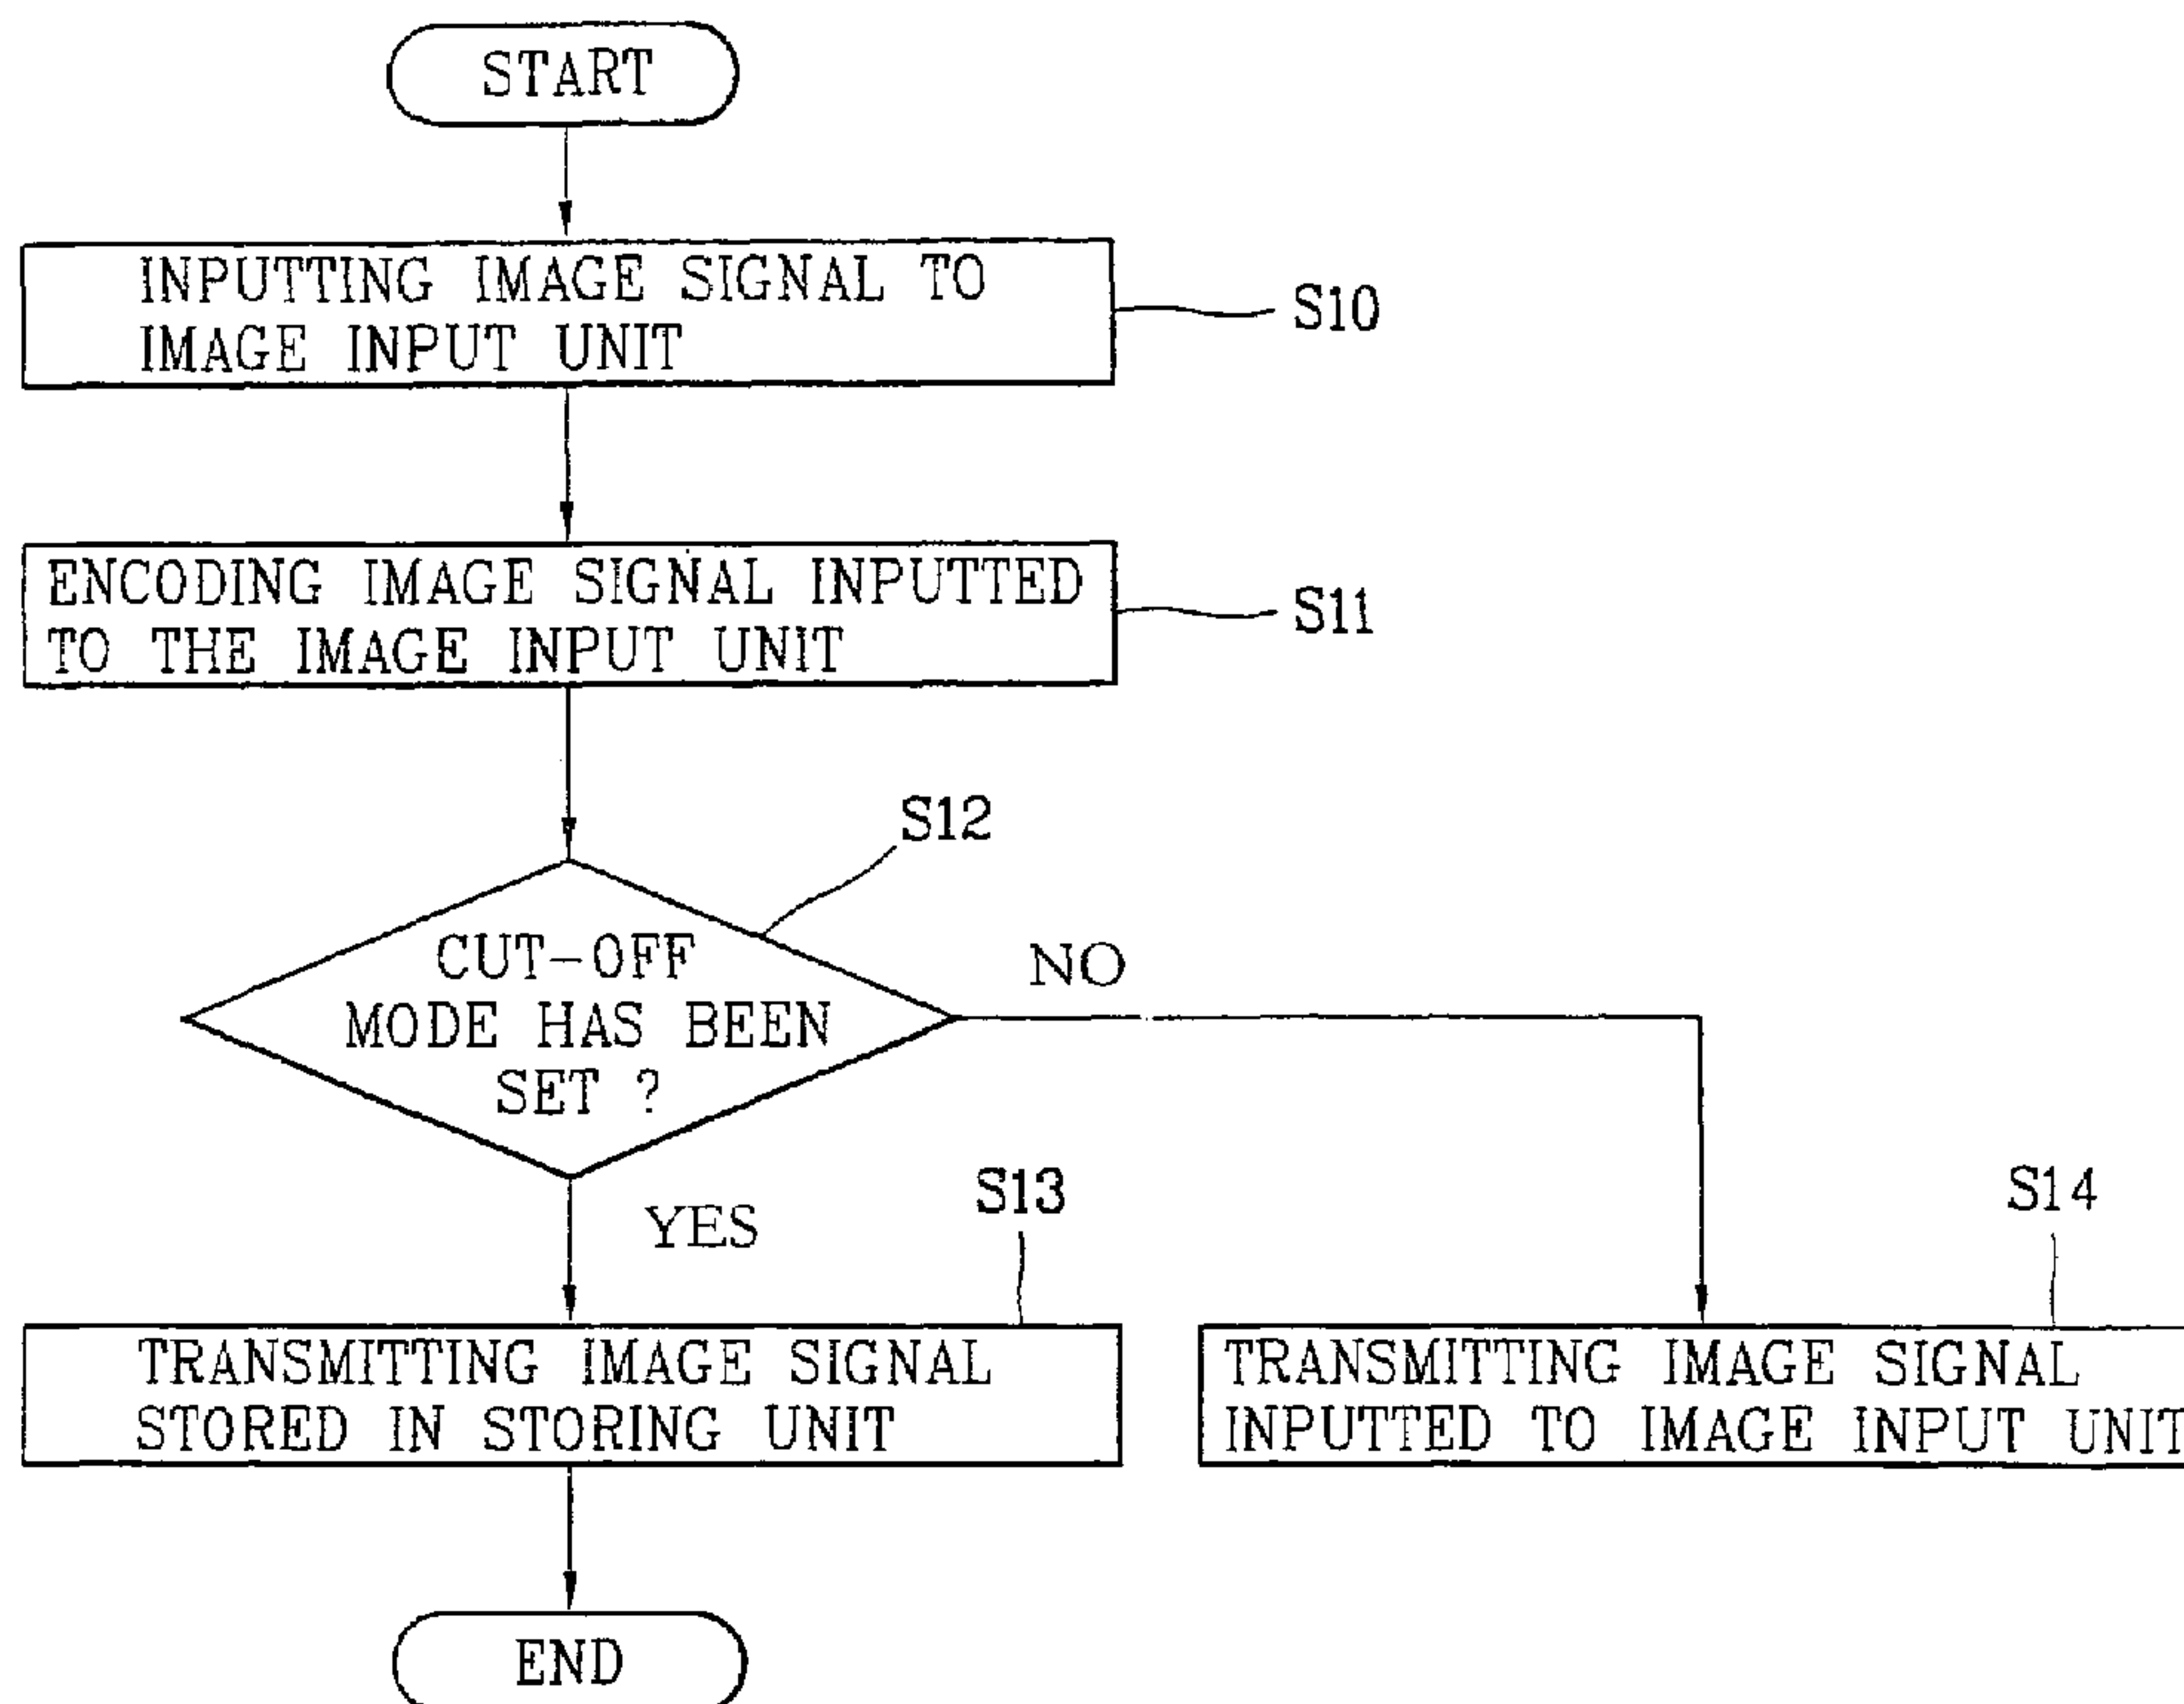 START
INPUTTING IMAGE SIGNAL TO
IMAGE INPUT UNIT
S10
ENCODING IMAGE SIGNAL INPUTTED
TO THE IMAGE INPUT UNIT
S11
S12
CUT-OFF
MODE HAS BEEN
SET ?
NO
YES
S13
S14
TRANSMITTING IMAGE SIGNAL
STORED IN STORING UNIT
TRANSMITTING IMAGE SIGNAL
INPUTTED TO IMAGE INPUT UNIT
END